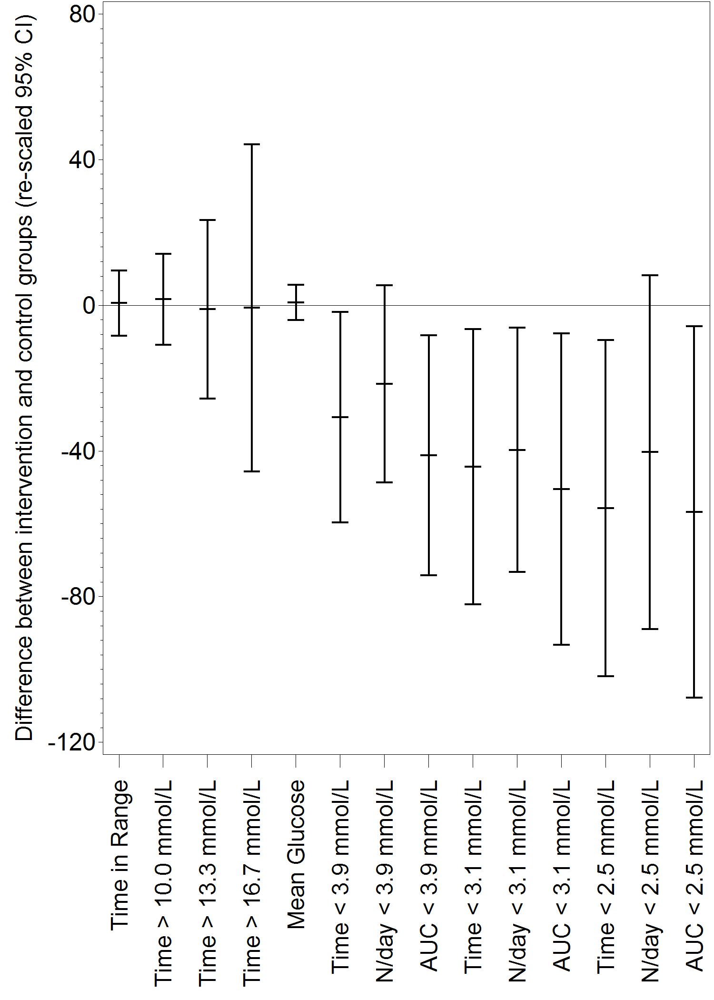 Difference between intervention and control groups (re-scaled 95% CI)
80
40
0
-40
-80
-120
Time in Range
Time > 10.0 mmol/L
Time > 13.3 mmol/L
Time > 16.7 mmol/L
Mean Glucose
Time < 3.9 mmol/L
N/day < 3.9 mmol/L
AUC < 3.9 mmol/L
Time < 3.1 mmol/L
N/day < 3.1 mmol/L
AUC < 3.1 mmol/L
Time < 2.5 mmol/L
N/day < 2.5 mmol/L
AUC < 2.5 mmol/L